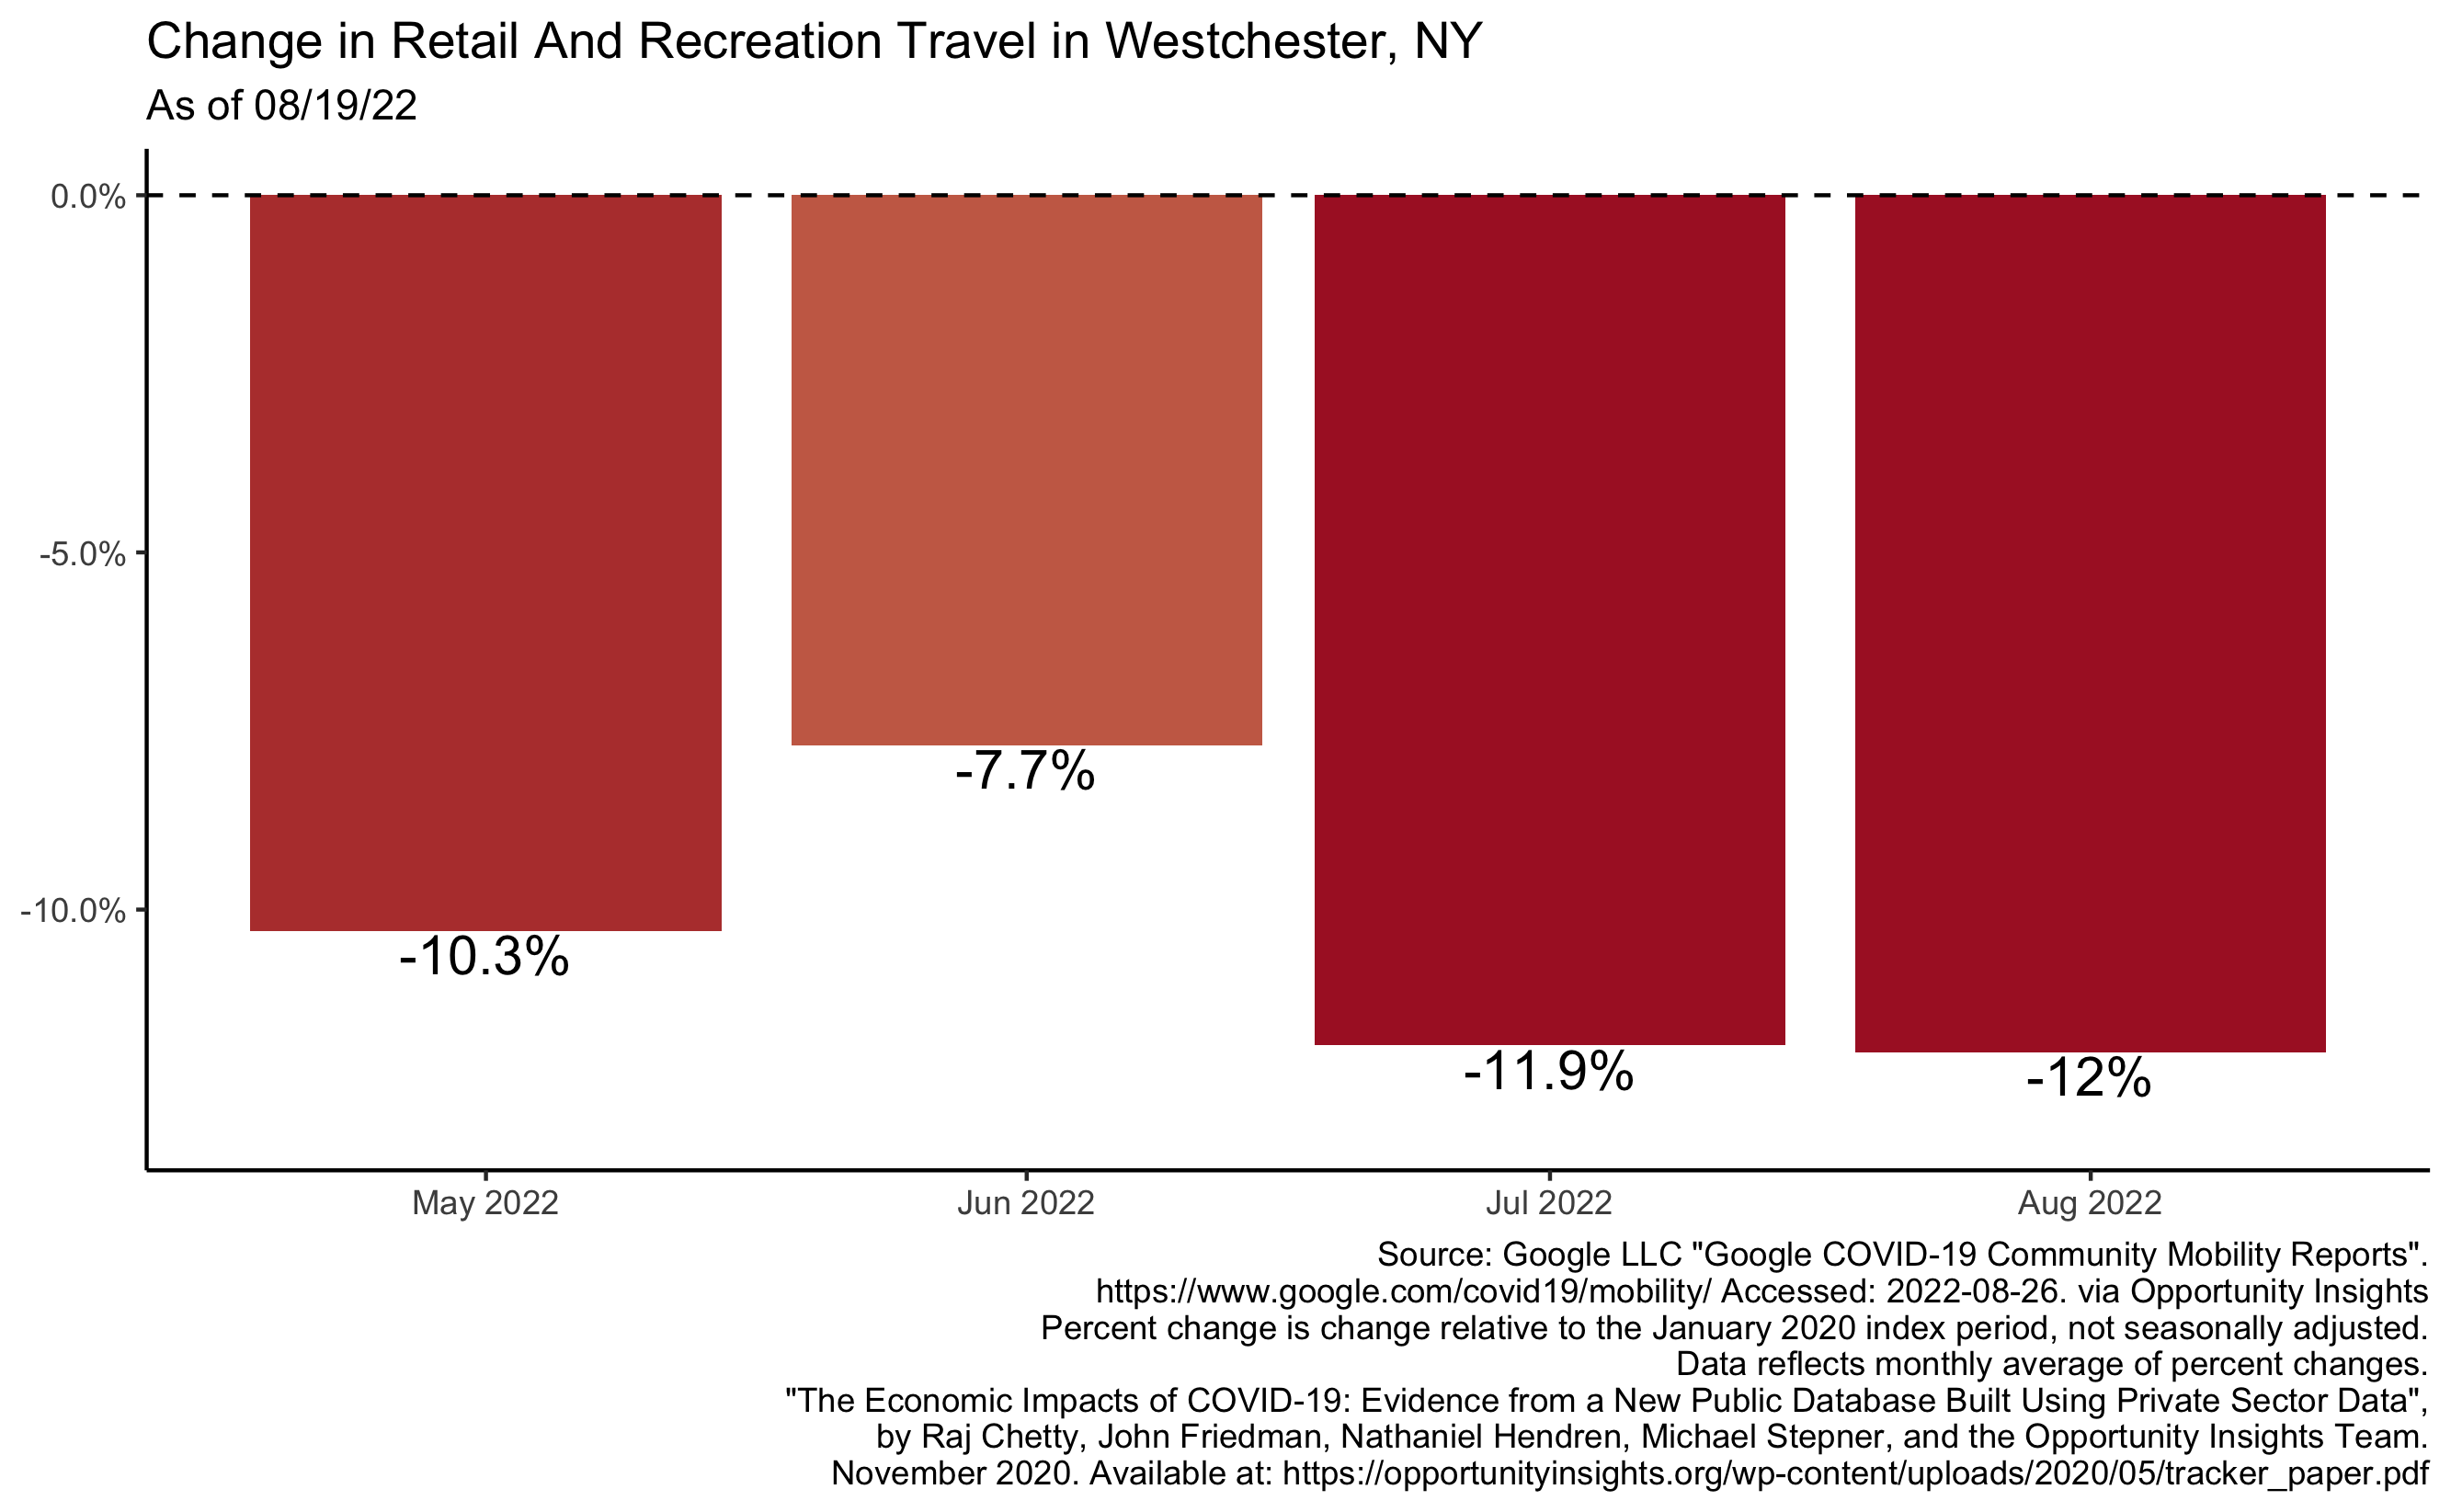 Change in Retail And Recreation Travel in Westchester, NY
As of 08/19/22
0.0%
-5.0%
-10.0%
-10.3%
-7.7%
-11.9%
-12%
May 2022
Jun 2022
Jul 2022
Aug 2022
Source: Google LLC "Google COVID-19 Community Mobility Reports".
https://www.google.com/covid19/mobility/ Accessed: 2022-08-26. via Opportunity Insights
Percent change is change relative to the January 2020 index period, not seasonally adjusted.
Data reflects monthly average of percent changes.
"The Economic Impacts of COVID-19: Evidence from a New Public Database Built Using Private Sector Data",
by Raj Chetty, John Friedman, Nathaniel Hendren, Michael Stepner, and the Opportunity Insights Team.
November 2020. Available at: https://opportunityinsights.org/wp-content/uploads/2020/05/tracker_paper.pdf